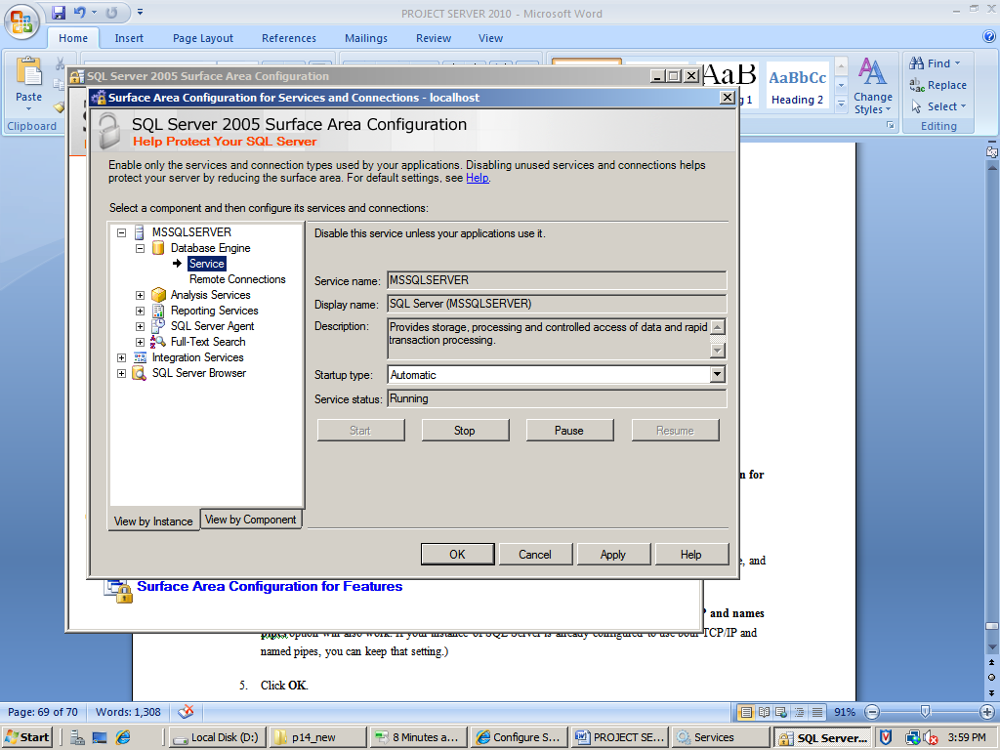 PROJECT SERVER 2010 - Microsoft Word
Home Insert Page Layout References Mailings Review View
Paste
Clipboard
AaB AaBbCc
g 1 Heading 2
Change Styles
Find
Replace
Select
Editing
SQL Server 2005 Surface Area Configuration
Surface Area Configuration for Services and Connections - localhost
SQL Server 2005 Surface Area Configuration
Help Protect Your SQL Server
Enable only the services and connection types used by your applications. Disabling unused services and connections helps
protect your server by reducing the surface area. For default settings, see Help.
Select a component and then configure its services and connections:
MSSQLSERVER
Database Engine
Service
Remote Connections
Analysis Services
Reporting Services
SQL Server Agent
Full-Text Search
Integration Services
SQL Server Browser
View by Instance View by Component
Disable this service unless your applications use it.
Service name: MSSQLSERVER
Display name: SQL Server (MSSQLSERVER)
Description: Provides storage, processing and controlled access of data and rapid
transaction processing.
Startup type: Automatic
Service status: Running
Start Stop Pause Resume
OK Cancel Apply Help
n for
e, and
Surface Area Configuration for Features
P and names
pipes option will also work. If your instance of SQL Server is already configured to use both TCP/IP and
named pipes, you can keep that setting.)
5. Click OK.
Page: 69 of 70 Words: 1,308 91%
Start Local Disk (D:) p14_new 8 Minutes a... Configure S... PROJECT SE... Services SQL Server... 3:59 PM